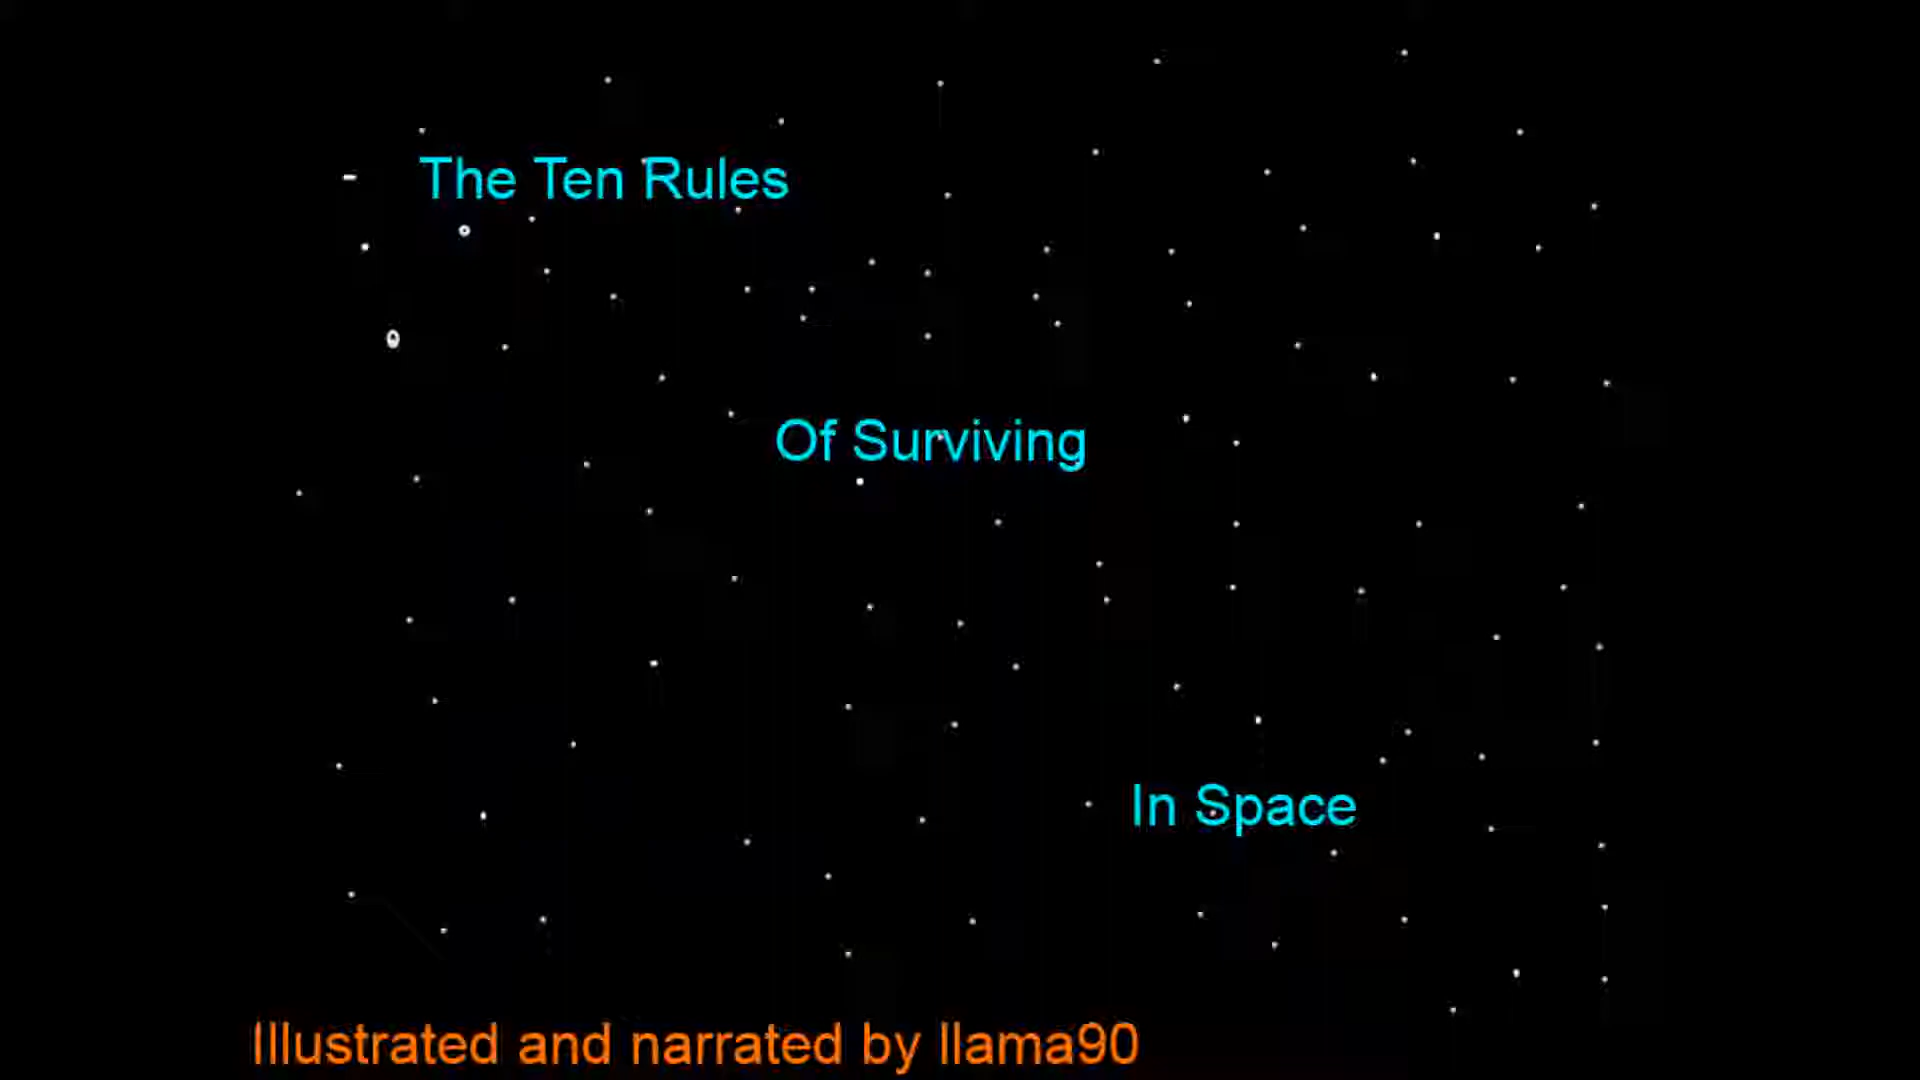 The Ten Rules
Of Surviving
In Space
Illustrated and narrated by llama90